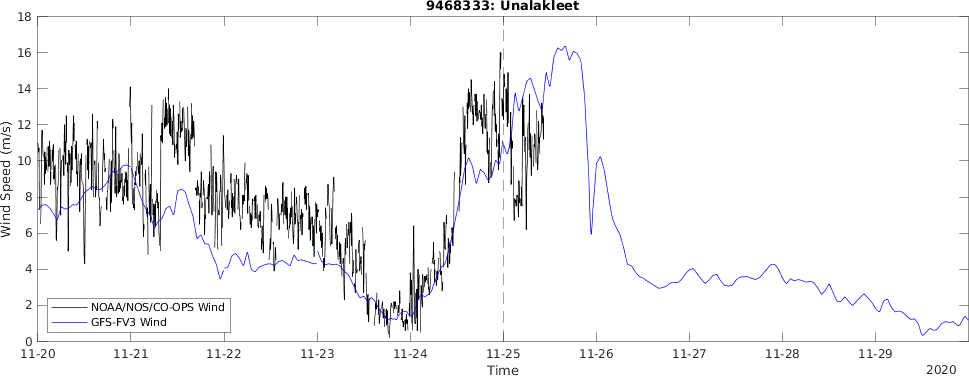 9468333: Unalakleet
18
16
14
12
10
8
6
4
2
0
Wind Speed (m/s)
NOAA/NOS/CO-OPS Wind
GFS-FV3 Wind
11-20 11-21 11-22 11-23 11-24 11-25 11-26 11-27 11-28 11-29
Time
2020